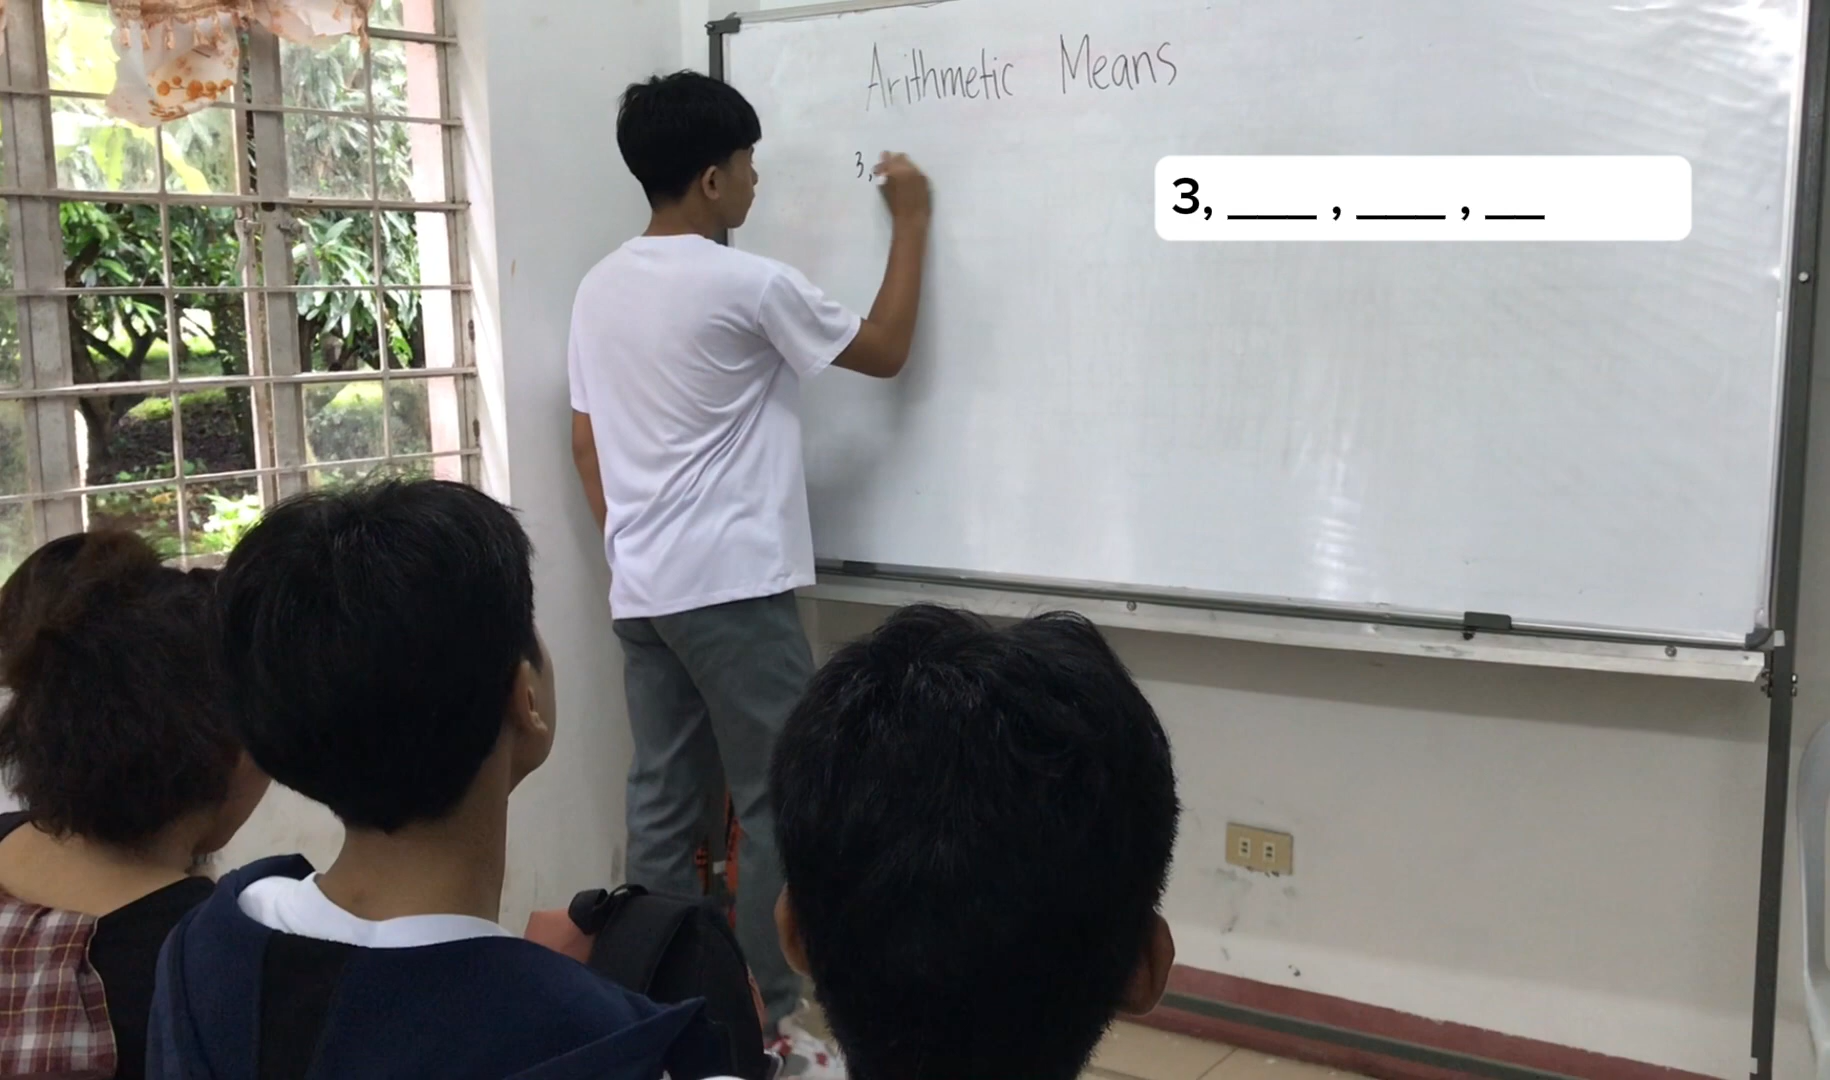 Arithmetic Means
3,
3, ___ , ___ , __